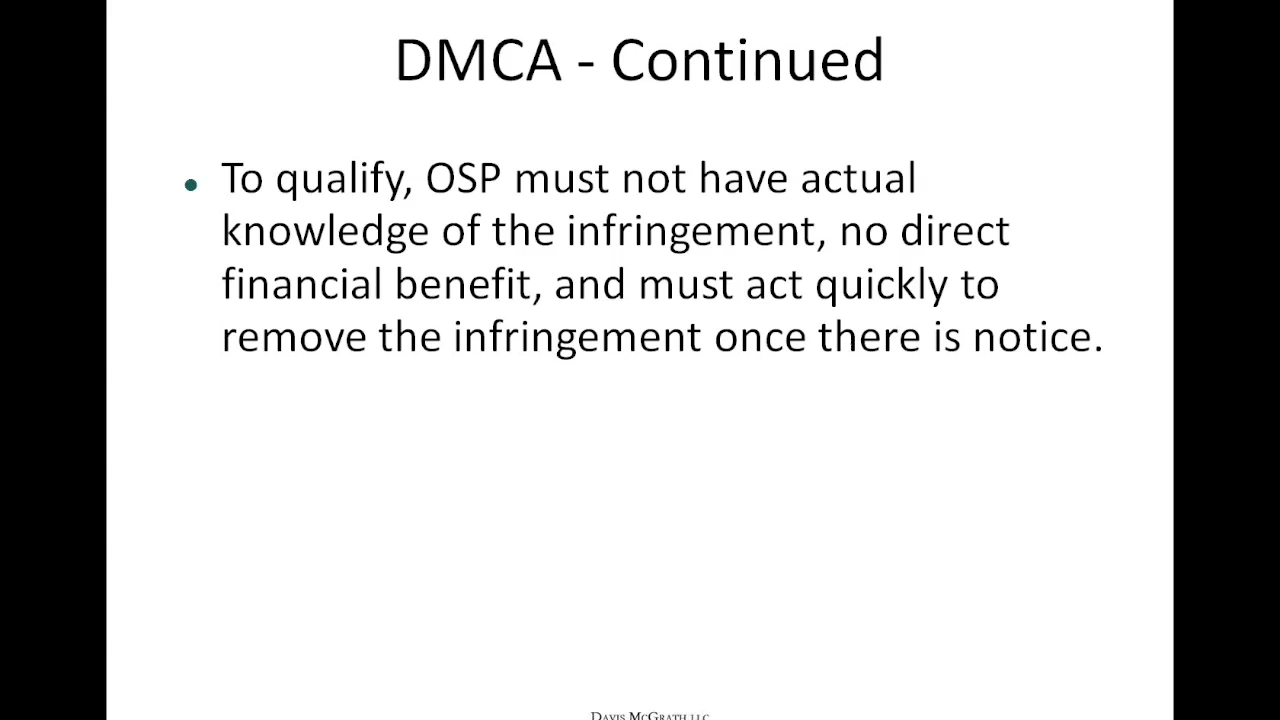 DMCA - Continued
• To qualify, OSP must not have actual
knowledge of the infringement, no direct
financial benefit, and must act quickly to
remove the infringement once there is notice.
DAVIS MCGRATH LLC